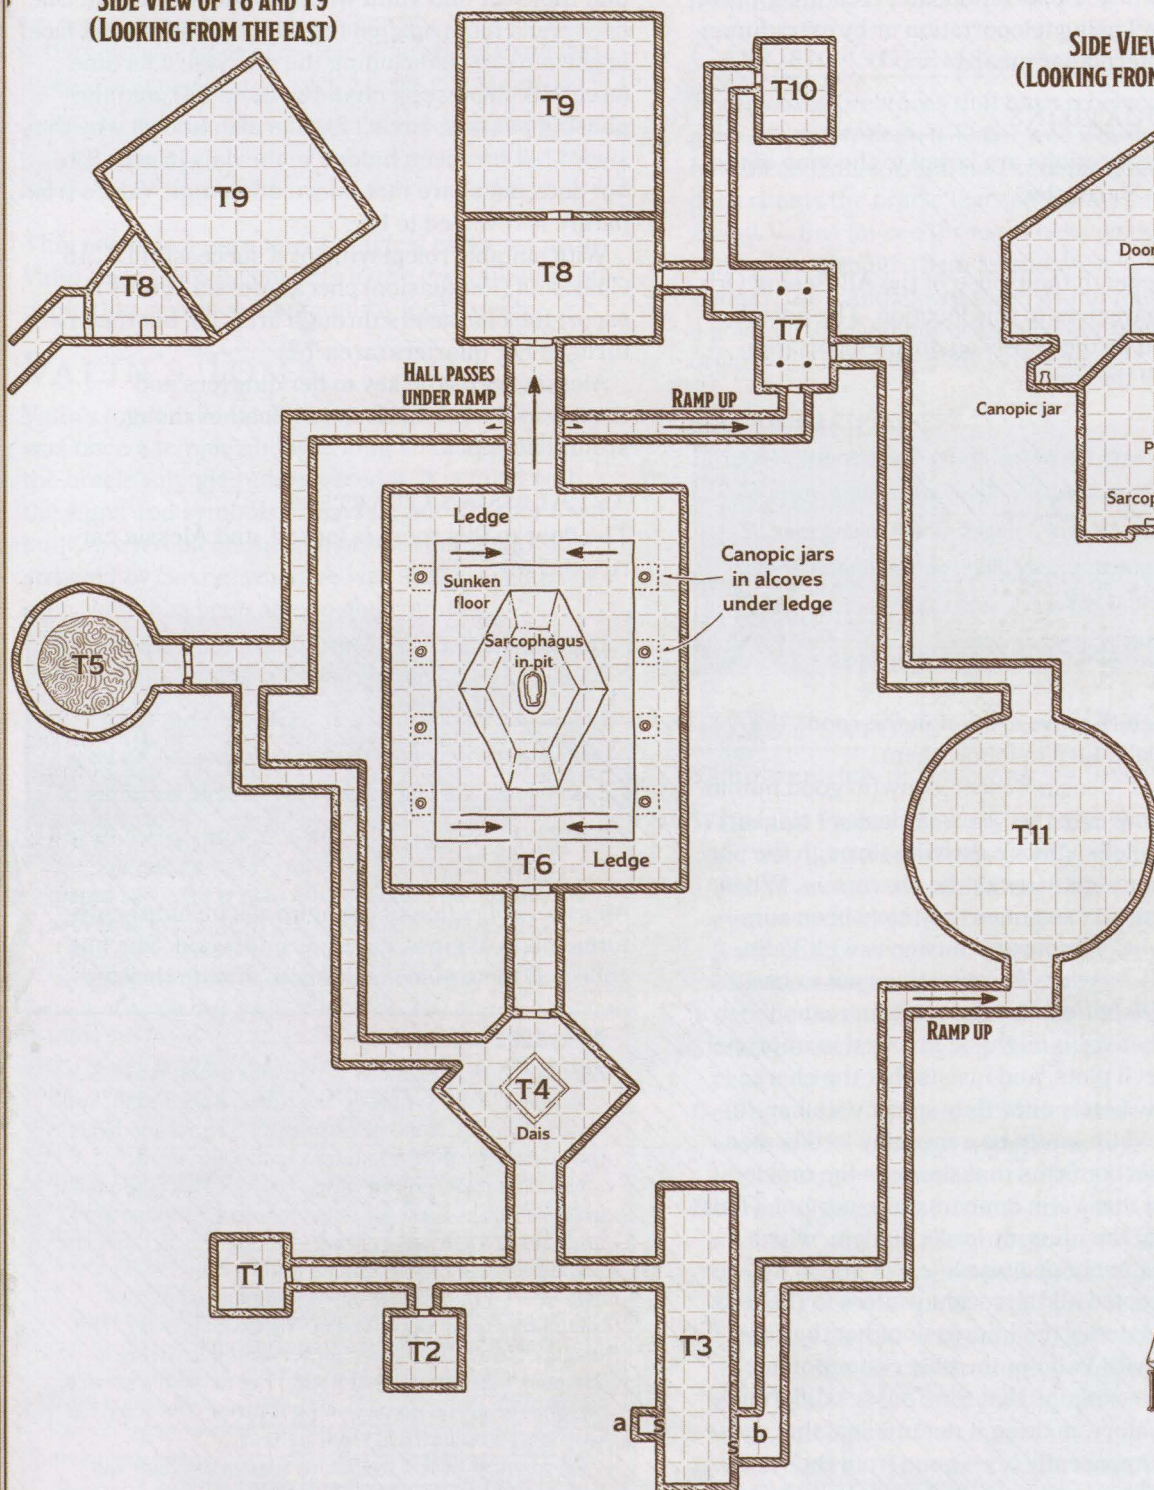 SIDE VIEW OF T8 AND T9
(LOOKING FROM THE EAST)
SIDE VIEW
(LOOKING FROM
T9
T10
T9
T8
T8
T7
Door
Canopic jar
P
Sarcop
HALL PASSES
UNDER RAMP
RAMP UP
Ledge
Sunken
floor
Canopic jars
in alcoves
under ledge
Sarcophagus
in pit
T5
T11
T6
Ledge
RAMP UP
T4
Dais
T1
T2
T3
a
S
b
S